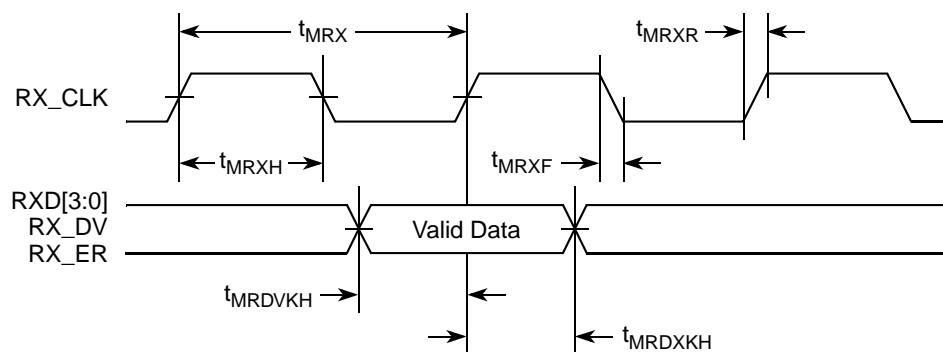 tMRX
tMRXR
RX_CLK
tMRXH
tMRXF
RXD[3:0]
RX_DV
RX_ER
Valid Data
tMRDVKH
tMRDXKH